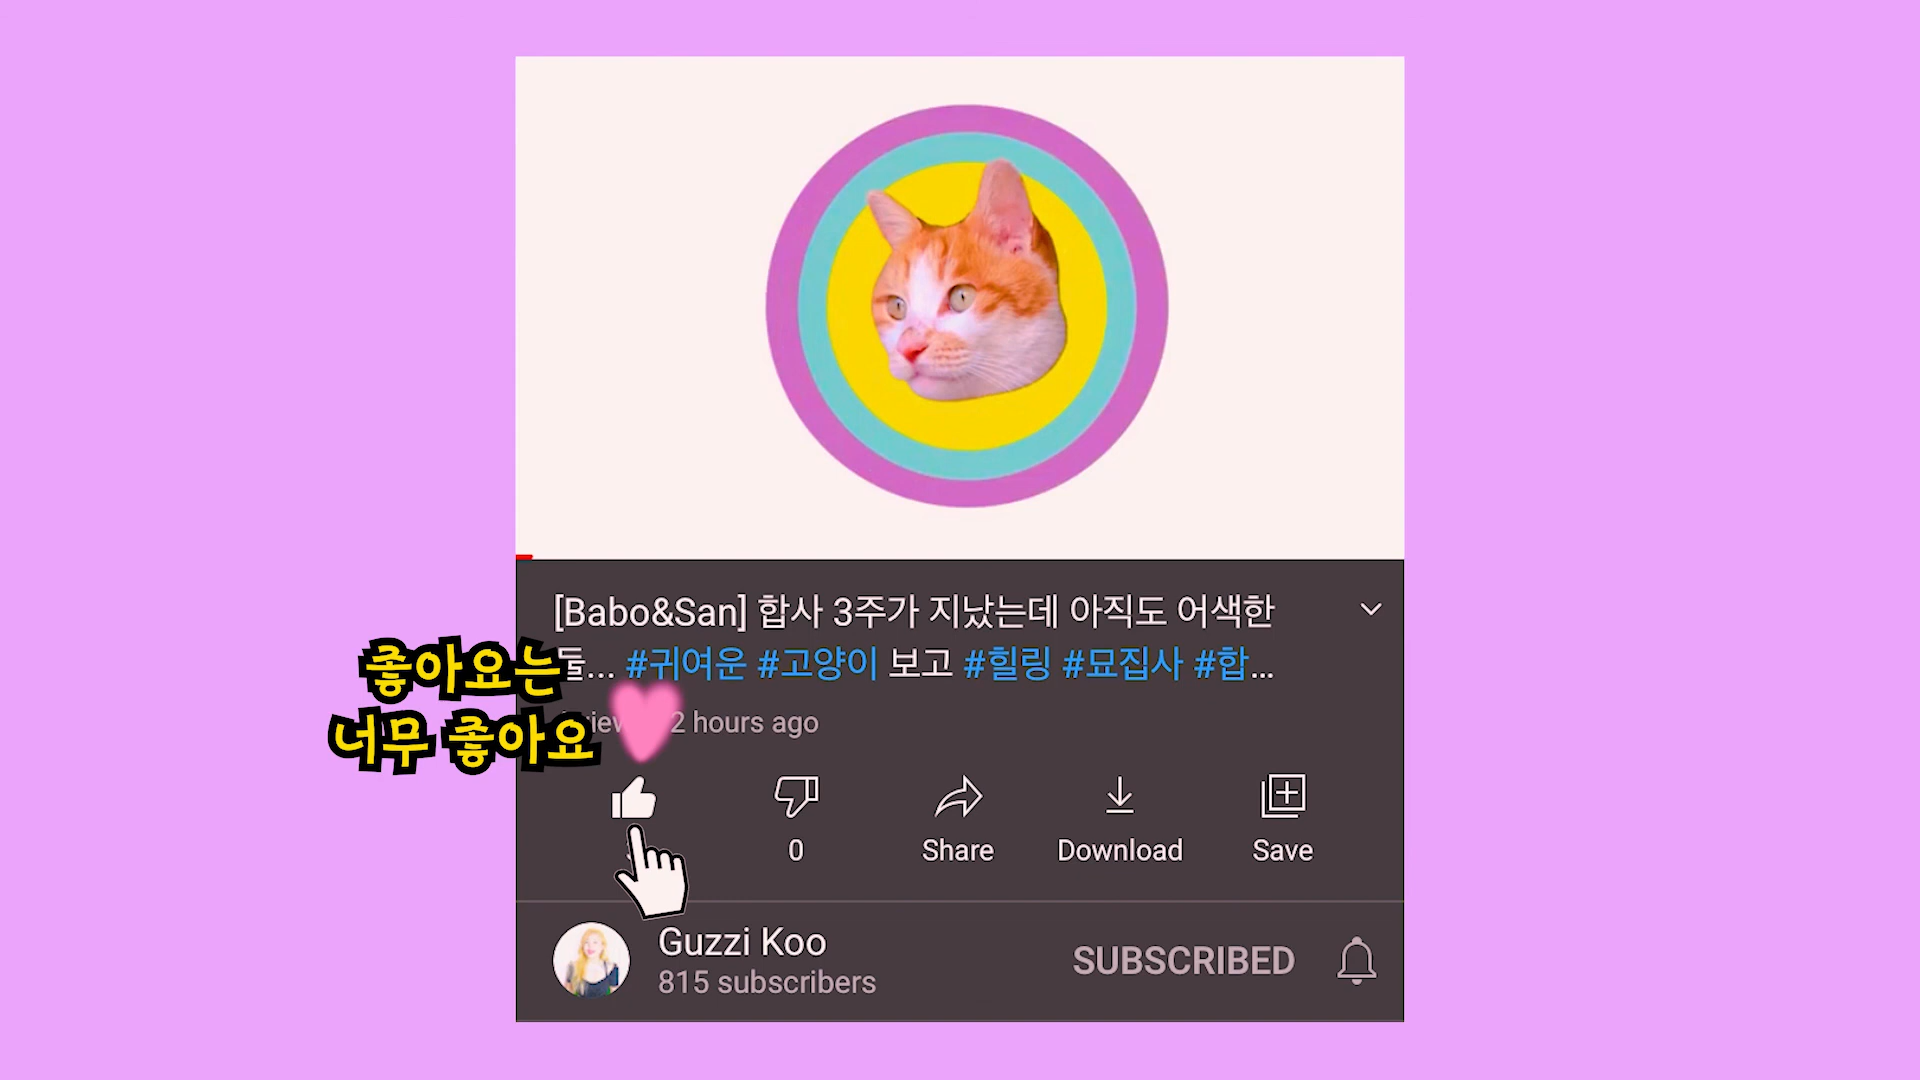 [Babo&San] 합사 3주가 지났는데 아직도 어색한
둘... #귀여운 #고양이 보고 #힐링 #묘집사 #합...
좋아요는
너무 좋아요
2 hours ago
0
Share
Download
Save
Guzzi Koo
815 subscribers
SUBSCRIBED